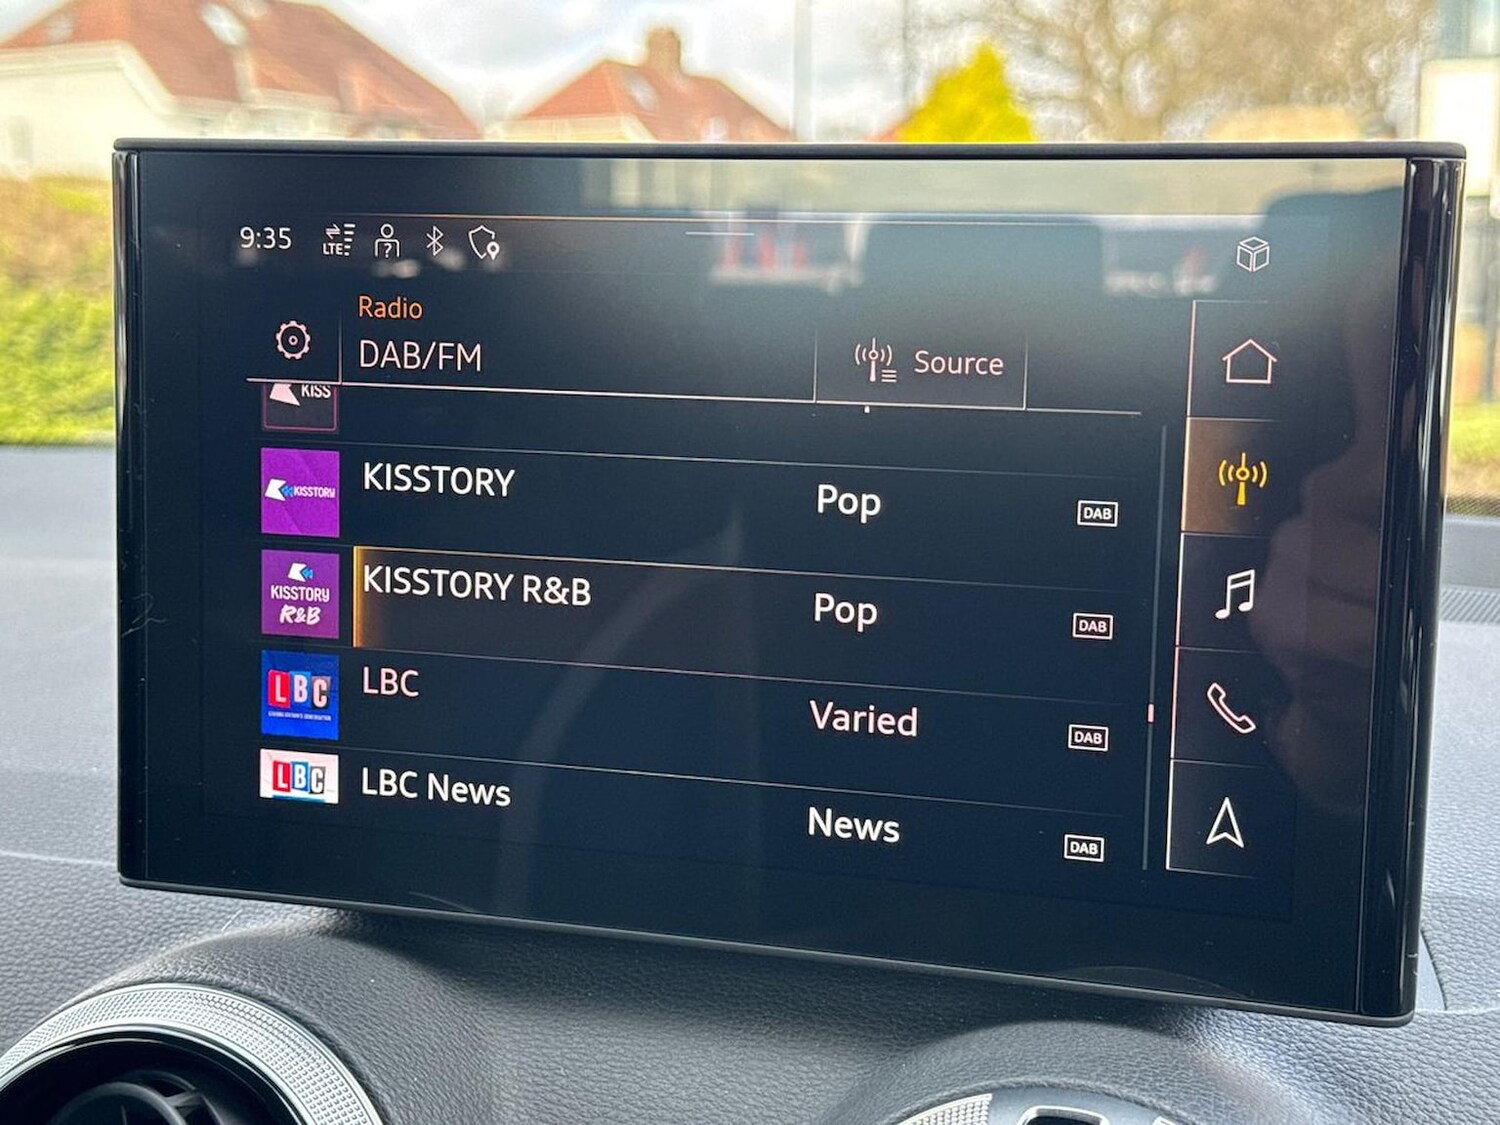 9:35 LTE ?
Radio
DAB/FM
Source
KISS
KISSTORY
KISSTORY
Pop
DAB
KISSTORY
R&B
KISSTORY R&B
Pop
DAB
LBC
LBC
Varied
DAB
LBC
LBC News
News
DAB